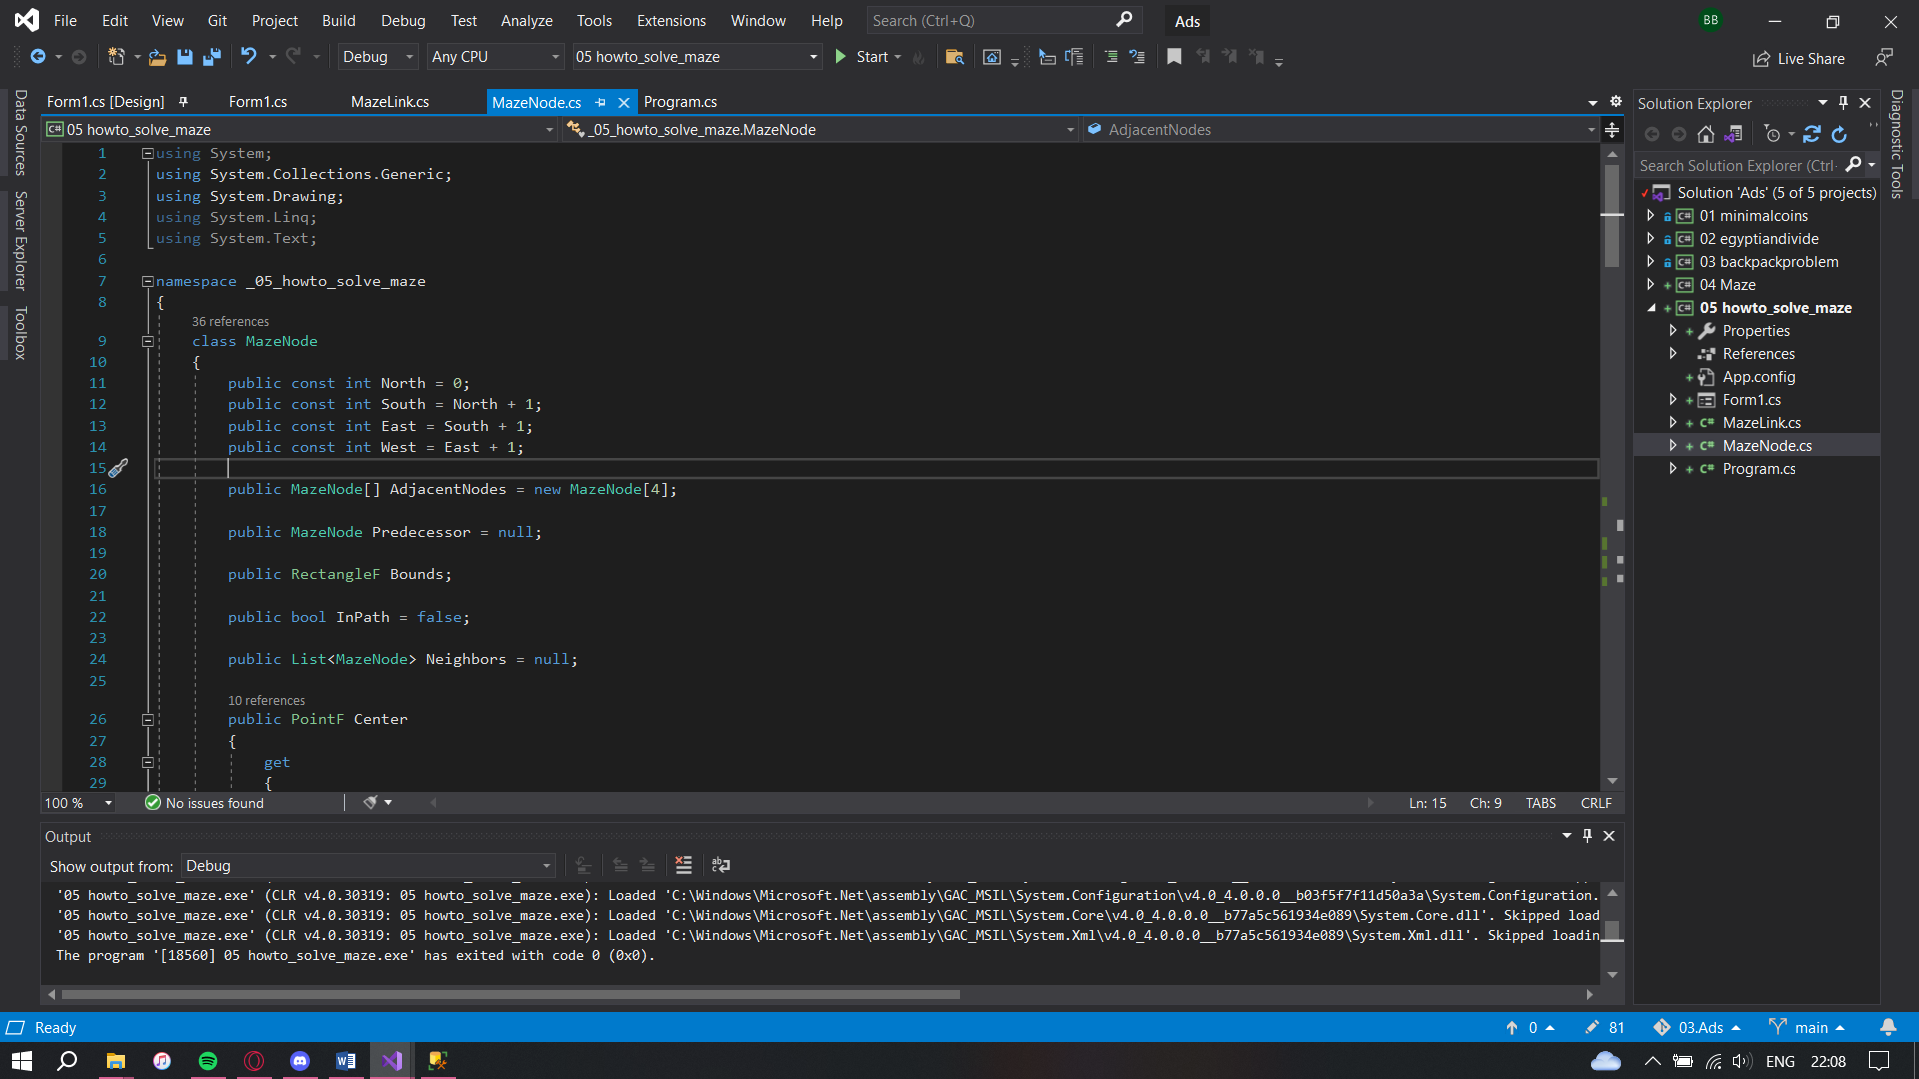 File Edit View Git Project Build Debug Test Analyze Tools Extensions Window Help Search (Ctrl+Q) Ads BB
Debug Any CPU 05 howto_solve_maze Start Live Share
Data Sources
Server Explorer
Toolbox
Form1.cs [Design] Form1.cs MazeLink.cs MazeNode.cs Program.cs
C# 05 howto_solve_maze _05_howto_solve_maze.MazeNode AdjacentNodes
1 using System;
2 using System.Collections.Generic;
3 using System.Drawing;
4 using System.Linq;
5 using System.Text;
6
7 namespace _05_howto_solve_maze
8 {
36 references
9 class MazeNode
10 {
11 public const int North = 0;
12 public const int South = North + 1;
13 public const int East = South + 1;
14 public const int West = East + 1;
15
16 public MazeNode[] AdjacentNodes = new MazeNode[4];
17
18 public MazeNode Predecessor = null;
19
20 public RectangleF Bounds;
21
22 public bool InPath = false;
23
24 public List<MazeNode> Neighbors = null;
25
10 references
26 public PointF Center
27 {
28 get
29 {
100 % No issues found Ln: 15 Ch: 9 TABS CRLF
Output
Show output from: Debug
'05 howto_solve_maze.exe' (CLR v4.0.30319: 05 howto_solve_maze.exe): Loaded 'C:\Windows\Microsoft.Net\assembly\GAC_MSIL\System.Configuration\v4.0_4.0.0.0__b03f5f7f11d50a3a\System.Configuration.
'05 howto_solve_maze.exe' (CLR v4.0.30319: 05 howto_solve_maze.exe): Loaded 'C:\Windows\Microsoft.Net\assembly\GAC_MSIL\System.Core\v4.0_4.0.0.0__b77a5c561934e089\System.Core.dll'. Skipped load
'05 howto_solve_maze.exe' (CLR v4.0.30319: 05 howto_solve_maze.exe): Loaded 'C:\Windows\Microsoft.Net\assembly\GAC_MSIL\System.Xml\v4.0_4.0.0.0__b77a5c561934e089\System.Xml.dll'. Skipped loadin
The program '[18560] 05 howto_solve_maze.exe' has exited with code 0 (0x0).
Solution Explorer
Search Solution Explorer (Ctrl
Solution 'Ads' (5 of 5 projects)
C# 01 minimalcoins
C# 02 egyptiandivide
C# 03 backpackproblem
C# 04 Maze
C# 05 howto_solve_maze
Properties
References
App.config
Form1.cs
C# MazeLink.cs
C# MazeNode.cs
C# Program.cs
Diagnostic Tools
Ready 0 81 03.Ads main
ENG 22:08